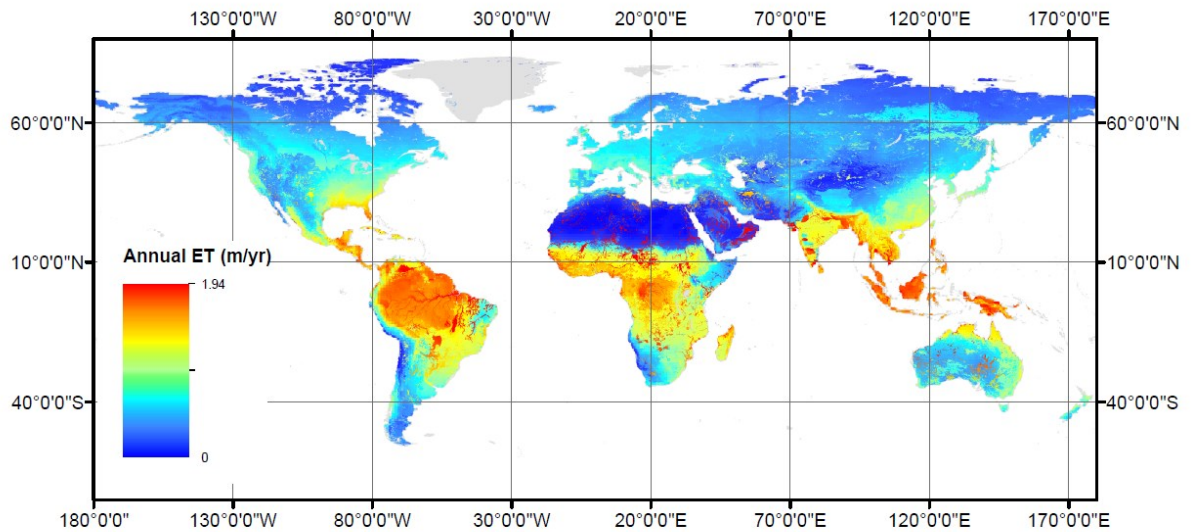 130°0'0"W 80°0'0"W 30°0'0"W 20°0'0"E 70°0'0"E 120°0'0"E 170°0'0"E
60°0'0"N 60°0'0"N
Annual ET (m/yr)
10°0'0"N 10°0'0"N
1.94
40°0'0"S 40°0'0"S
0
180°0'0" 130°0'0"W 80°0'0"W 30°0'0"W 20°0'0"E 70°0'0"E 120°0'0"E 170°0'0"E